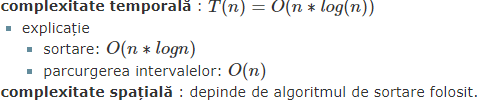 complexitate temporală : T(n) = O(n * log(n))
explicație
sortare: O(n * logn)
parcurgerea intervalelor: O(n)
complexitate spațială : depinde de algoritmul de sortare folosit.